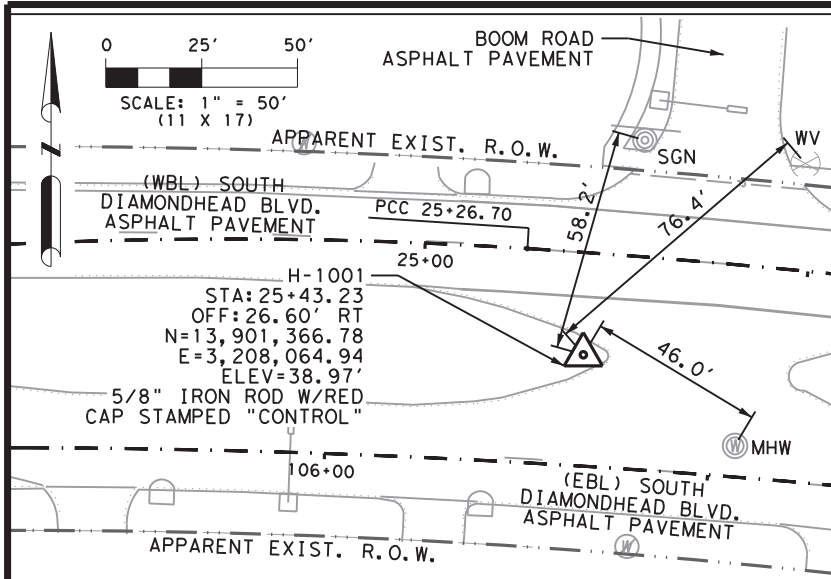 0 25' 50'
SCALE: 1" = 50'
(11 X 17)
BOOM ROAD
ASPHALT PAVEMENT
APPARENT EXIST. R.O.W.
W
SGN
WV
(WBL) SOUTH
DIAMONDHEAD BLVD.
ASPHALT PAVEMENT
PCC 25+26.70
58.2'
76.4'
25+00
N
H-1001
STA: 25+43.23
OFF: 26.60' RT
N=13,901,366.78
E=3,208,064.94
ELEV=38.97'
5/8" IRON ROD W/RED
CAP STAMPED "CONTROL"
46.0'
W
MHW
106+00
(EBL) SOUTH
DIAMONDHEAD BLVD.
ASPHALT PAVEMENT
W
APPARENT EXIST. R.O.W.